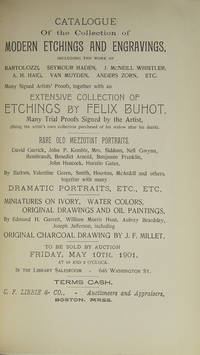 CATALOGUE
Of the Collection of
MODERN ETCHINGS AND ENGRAVINGS,
INCLUDING THE WORK OF
BARTOLOZZI, SEYMOUR HADEN, J. McNEILL WHISTLER,
A. H. HAIG, VAN MUYDEN, ANDERS ZORN, ETC.
Many Signed Artists' Proofs, together with an
EXTENSIVE COLLECTION OF
ETCHINGS BY FELIX BUHOT,
Many Trial Proofs Signed by the Artist,
(Being the artist's own collection purchased of his widow after his death).
RARE OLD MEZZOTINT PORTRAITS,
David Garrick, John P. Kemble, Mrs. Siddons, Nell Gwynn,
Rembrandt, Benedict Arnold, Benjamin Franklin,
John Hancock, Horatio Gates,
By Earlom, Valentine Green, Smith, Houston, McArdell and others,
together with many
DRAMATIC PORTRAITS, ETC., ETC.
MINIATURES ON IVORY, WATER COLORS,
ORIGINAL DRAWINGS AND OIL PAINTINGS,
By Edmund H. Garrett, William Morris Hunt, Aubrey Beardsley,
Joseph Jefferson, including
ORIGINAL CHARCOAL DRAWING BY J. F. MILLET.
TO BE SOLD BY AUCTION
FRIDAY, MAY 10TH, 1901,
AT 10 AND 2 O'CLOCK.
IN THE LIBRARY SALESROOM - 646 WASHINGTON ST.
TERMS CASH.
C. F. LIBBIE & CO., - Auctioneers and Appraisers,
BOSTON, MASS.